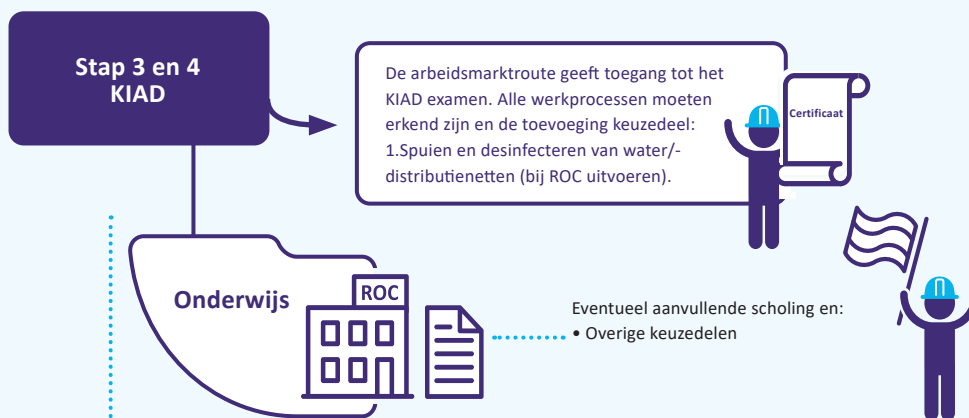 Stap 3 en 4
KIAD
De arbeidsmarktroute geeft toegang tot het
KIAD examen. Alle werkprocessen moeten
erkend zijn en de toevoeging keuzedeel:
1.Spuien en desinfecteren van water/-
distributienetten (bij ROC uitvoeren).
Certificaat
Onderwijs
ROC
Eventueel aanvullende scholing en:
• Overige keuzedelen